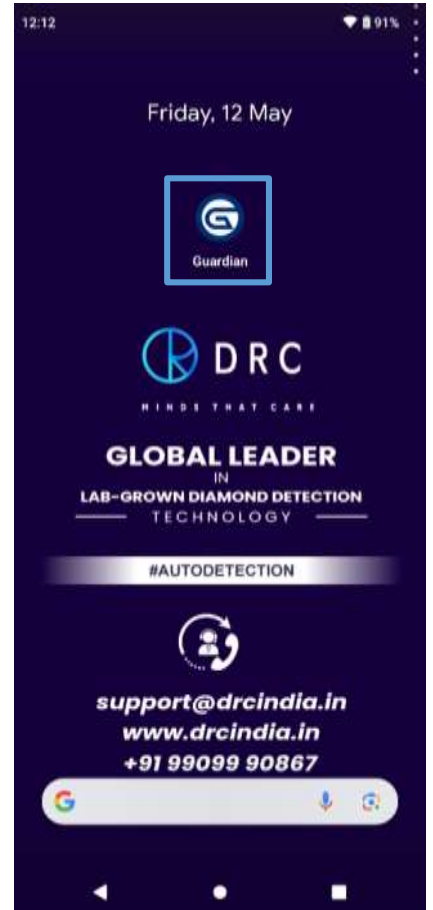 12:12 91%
Friday, 12 May
Guardian
DRC
MINDS THAT CARE
GLOBAL LEADER
IN
LAB-GROWN DIAMOND DETECTION
TECHNOLOGY
#AUTODETECTION
support@drcindia.in
www.drcindia.in
+91 99099 90867